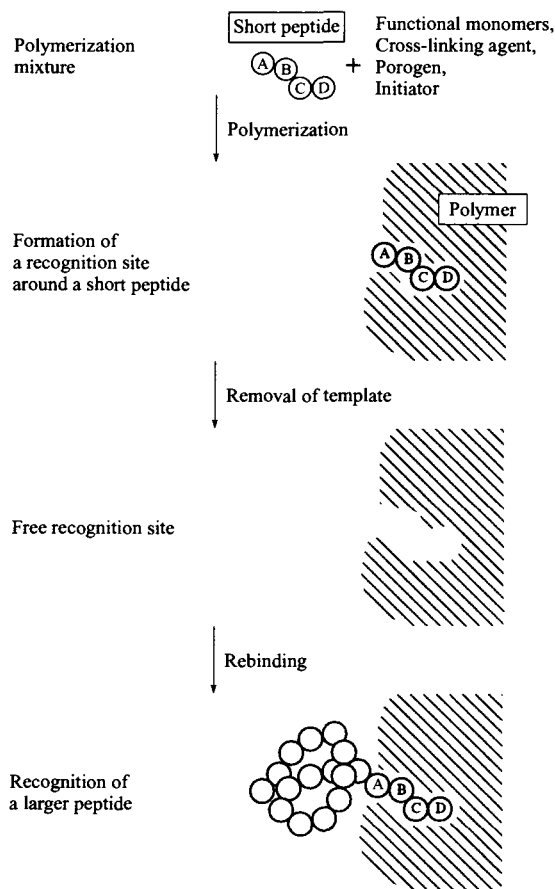 Polymerization
mixture
Short peptide
A B
C D
+
Functional monomers,
Cross-linking agent,
Porogen,
Initiator
Polymerization
Formation of
a recognition site
around a short peptide
Polymer
A B
C D
Removal of template
Free recognition site
Rebinding
Recognition of
a larger peptide
A B
C D